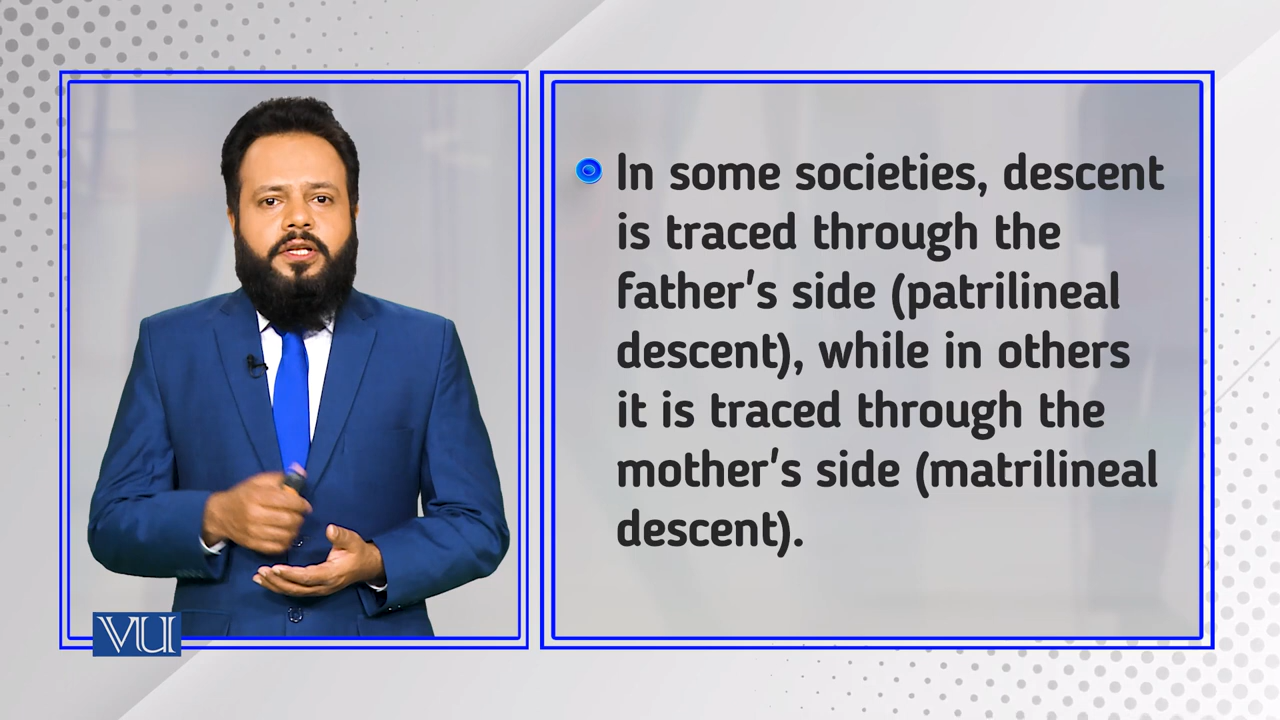 In some societies, descent
is traced through the
father's side (patrilineal
descent), while in others
it is traced through the
mother's side (matrilineal
descent).
VU